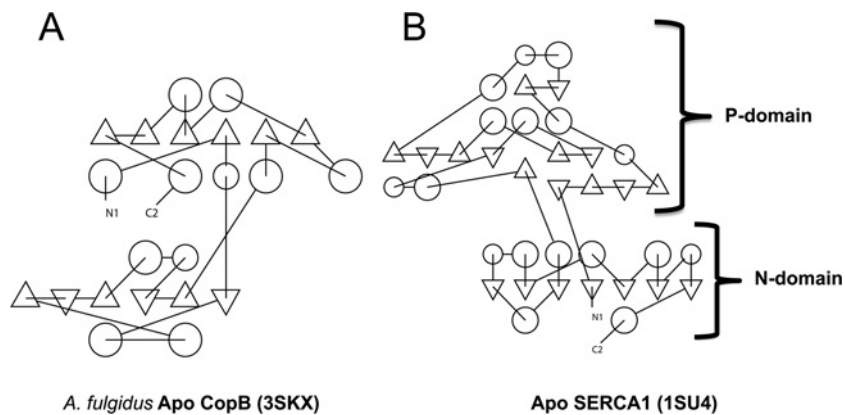 A
B
P-domain
N1
C2
N-domain
N1
C2
A. fulgidus Apo CopB (3SKX)
Apo SERCA1 (1SU4)